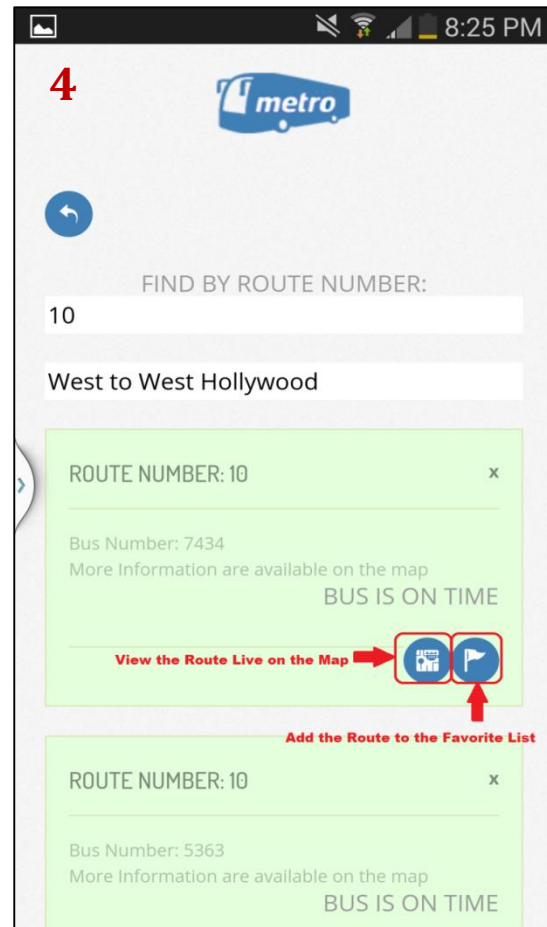 8:25 PM
4
metro
FIND BY ROUTE NUMBER:
10
West to West Hollywood
ROUTE NUMBER: 10 x
Bus Number: 7434
More Information are available on the map
BUS IS ON TIME
View the Route Live on the Map
Add the Route to the Favorite List
ROUTE NUMBER: 10 x
Bus Number: 5363
More Information are available on the map
BUS IS ON TIME